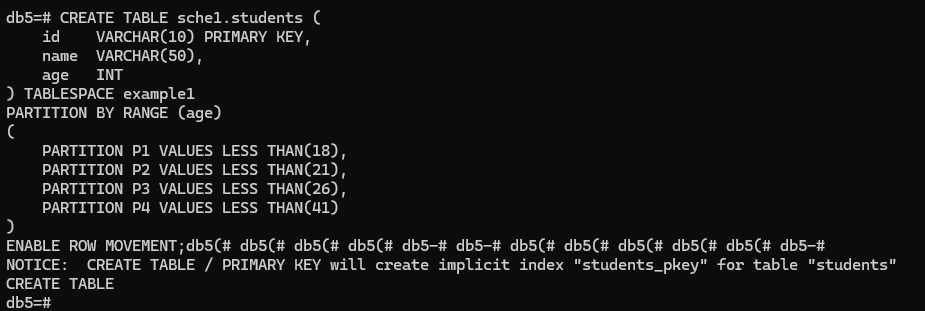 db5=# CREATE TABLE sche1.students (
    id    VARCHAR(10) PRIMARY KEY,
    name  VARCHAR(50),
    age   INT
) TABLESPACE example1
PARTITION BY RANGE (age)
(
    PARTITION P1 VALUES LESS THAN(18),
    PARTITION P2 VALUES LESS THAN(21),
    PARTITION P3 VALUES LESS THAN(26),
    PARTITION P4 VALUES LESS THAN(41)
)
ENABLE ROW MOVEMENT;db5(# db5(# db5(# db5(# db5-# db5-# db5(# db5(# db5(# db5(# db5(# db5-#
NOTICE:  CREATE TABLE / PRIMARY KEY will create implicit index "students_pkey" for table "students"
CREATE TABLE
db5=#